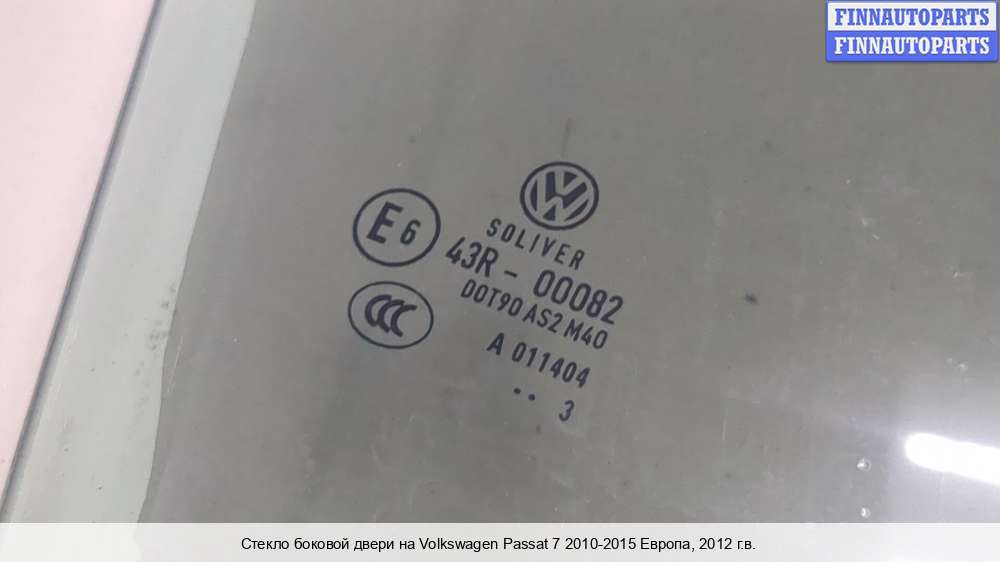 FINNAUTOPARTS
FINNAUTOPARTS
SOLIVER
E6
43R - 00082
DOT90 AS2 M40
CCC
A 011404
.. 3
Стекло боковой двери на Volkswagen Passat 7 2010-2015 Европа, 2012 г.в.